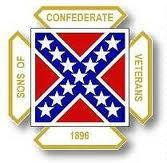 SONS OF
CONFEDERATE
VETERANS
1896